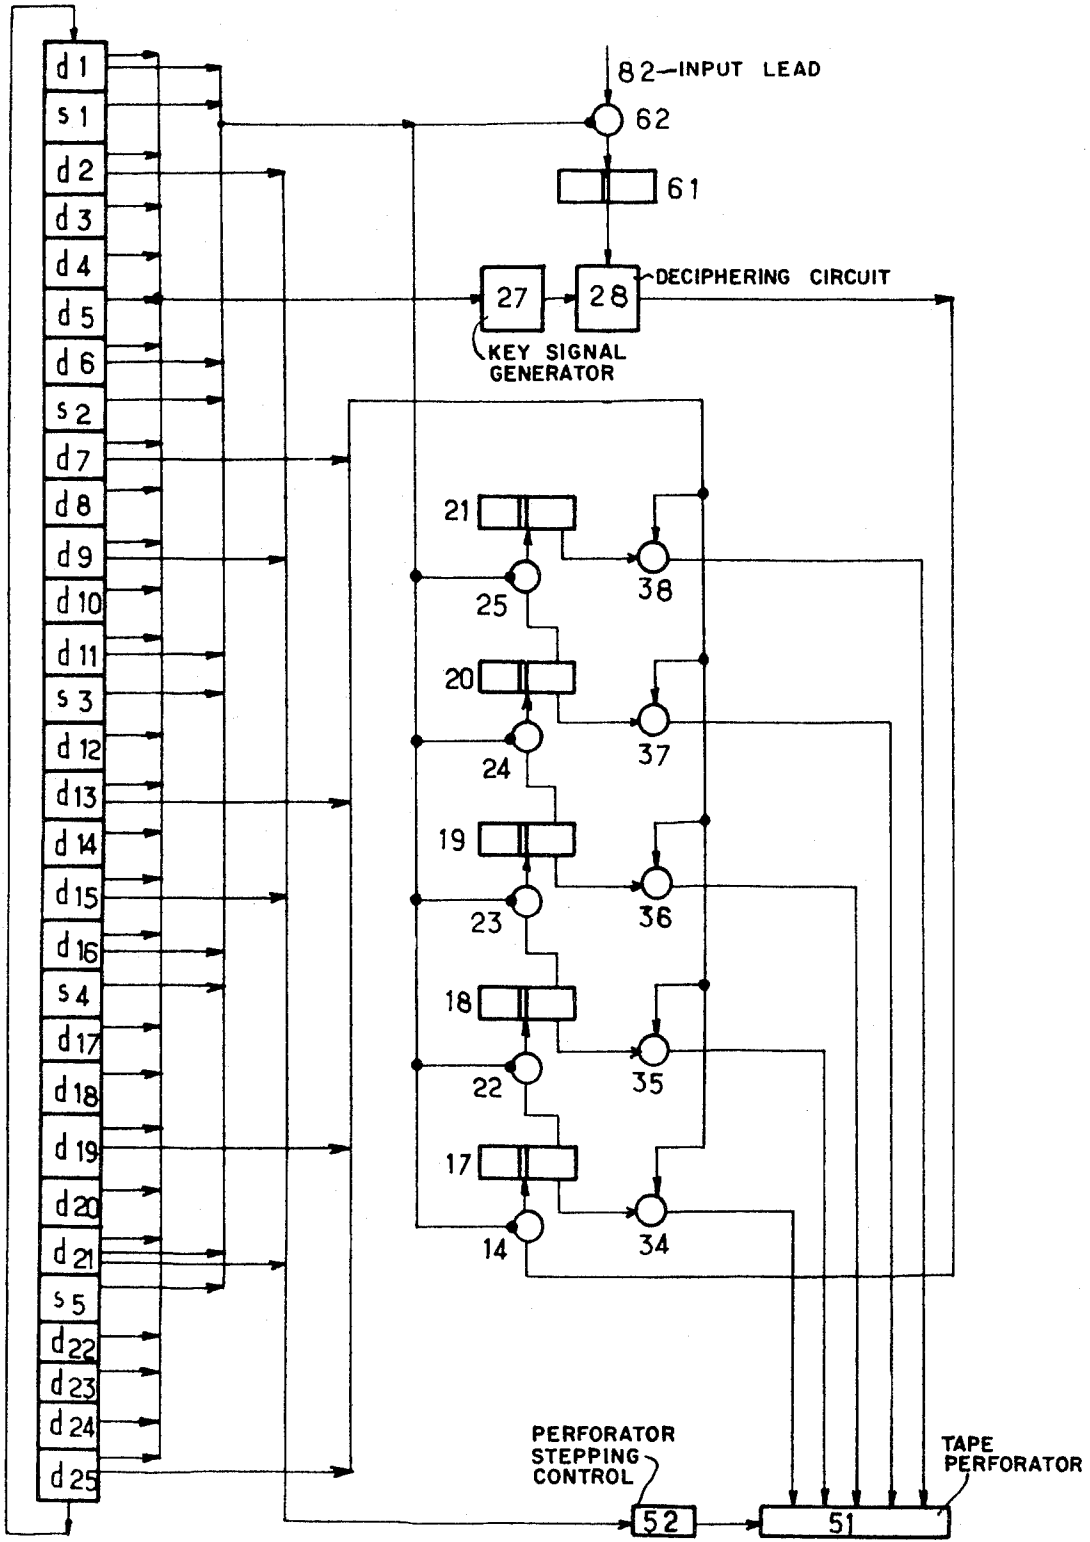 d1
s1
d2
d3
d4
d5
d6
s2
d7
d8
d9
d10
d11
s3
d12
d13
d14
d15
d16
s4
d17
d18
d19
d20
d21
s5
d22
d23
d24
d25
82 INPUT LEAD
62
61
27
28
DECIPHERING CIRCUIT
KEY SIGNAL
GENERATOR
21
25
38
20
24
37
19
23
36
18
22
35
17
14
34
PERFORATOR
STEPPING
CONTROL
52
TAPE
PERFORATOR
51